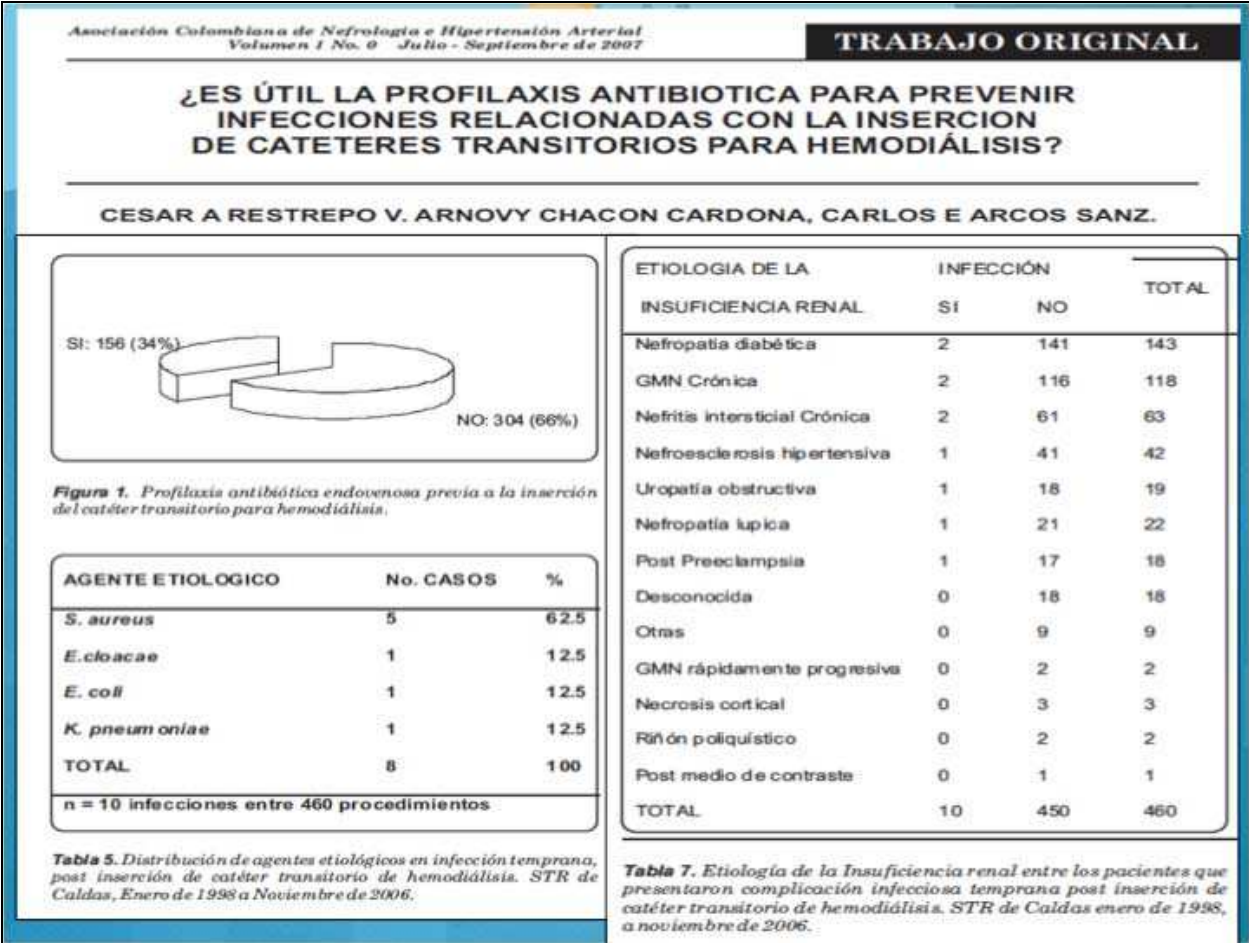 Asociación Colombiana de Nefrologia e Hipertensión Arterial
Volumen 1 No. 0 Julio - Septiembre de 2007
TRABAJO ORIGINAL
¿ES ÚTIL LA PROFILAXIS ANTIBIOTICA PARA PREVENIR
INFECCIONES RELACIONADAS CON LA INSERCION
DE CATETERES TRANSITORIOS PARA HEMODIÁLISIS?
CESAR A RESTREPO V. ARNOVY CHACON CARDONA, CARLOS E ARCOS SANZ.
SI: 156 (34%)
NO: 304 (66%)
Figura 1. Profilaxis antibiótica endovenosa previa a la inserción
del catéter transitorio para hemodiálisis.
AGENTE ETIOLOGICO No. CASOS %
S. aureus 5 62.5
E.cloacae 1 12.5
E. coli 1 12.5
K. pneumoniae 1 12.5
TOTAL 8 100
n = 10 infecciones entre 460 procedimientos
Tabla 5. Distribución de agentes etiológicos en infección temprana,
post inserción de catéter transitorio de hemodiálisis. STR de
Caldas, Enero de 1998 a Noviembre de 2006.
ETIOLOGIA DE LA INFECCIÓN
TOTAL
INSUFICIENCIA RENAL SÍ NO
Nefropatía diabética 2 141 143
GMN Crónica 2 116 118
Nefritis intersticial Crónica 2 61 63
Nefroesclerosis hipertensiva 1 41 42
Uropatía obstructiva 1 18 19
Nefropatía lupica 1 21 22
Post Preeclampsia 1 17 18
Desconocida 0 18 18
Otras 0 9 9
GMN rápidamente progresiva 0 2 2
Necrosis cortical 0 3 3
Riñón poliquístico 0 2 2
Post medio de contraste 0 1 1
TOTAL 10 450 460
Tabla 7. Etiología de la Insuficiencia renal entre los pacientes que
presentaron complicación infecciosa temprana post inserción de
catéter transitorio de hemodiálisis. STR de Caldas enero de 1998,
a noviembre de 2006.